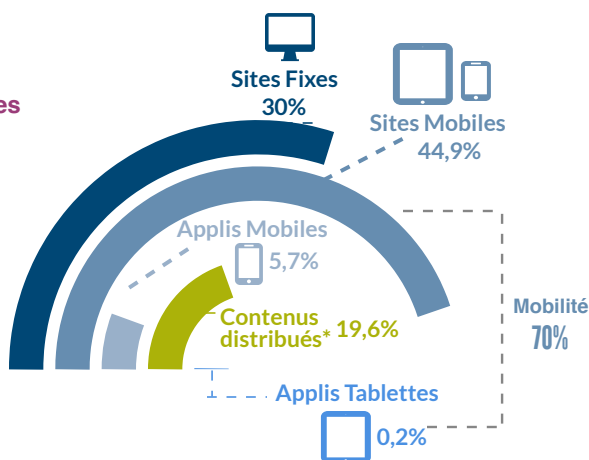 es
Sites Fixes
30%
Sites Mobiles
44,9%
Applis Mobiles
5,7%
Contenus
distribués* 19,6%
Mobilité
70%
Applis Tablettes
0,2%